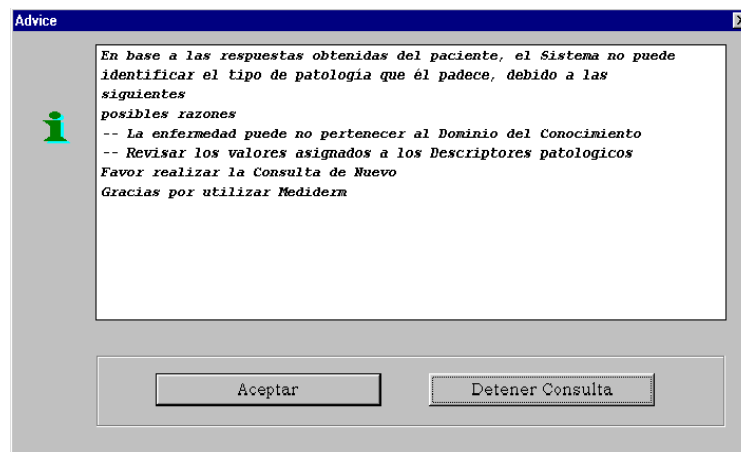 Advice
En base a las respuestas obtenidas del paciente, el Sistema no puede
identificar el tipo de patología que él padece, debido a las
siguientes
posibles razones
-- La enfermedad puede no pertenecer al Dominio del Conocimiento
-- Revisar los valores asignados a los Descriptores patologicos
Favor realizar la Consulta de Nuevo
Gracias por utilizar Mediderm
Aceptar
Detener Consulta